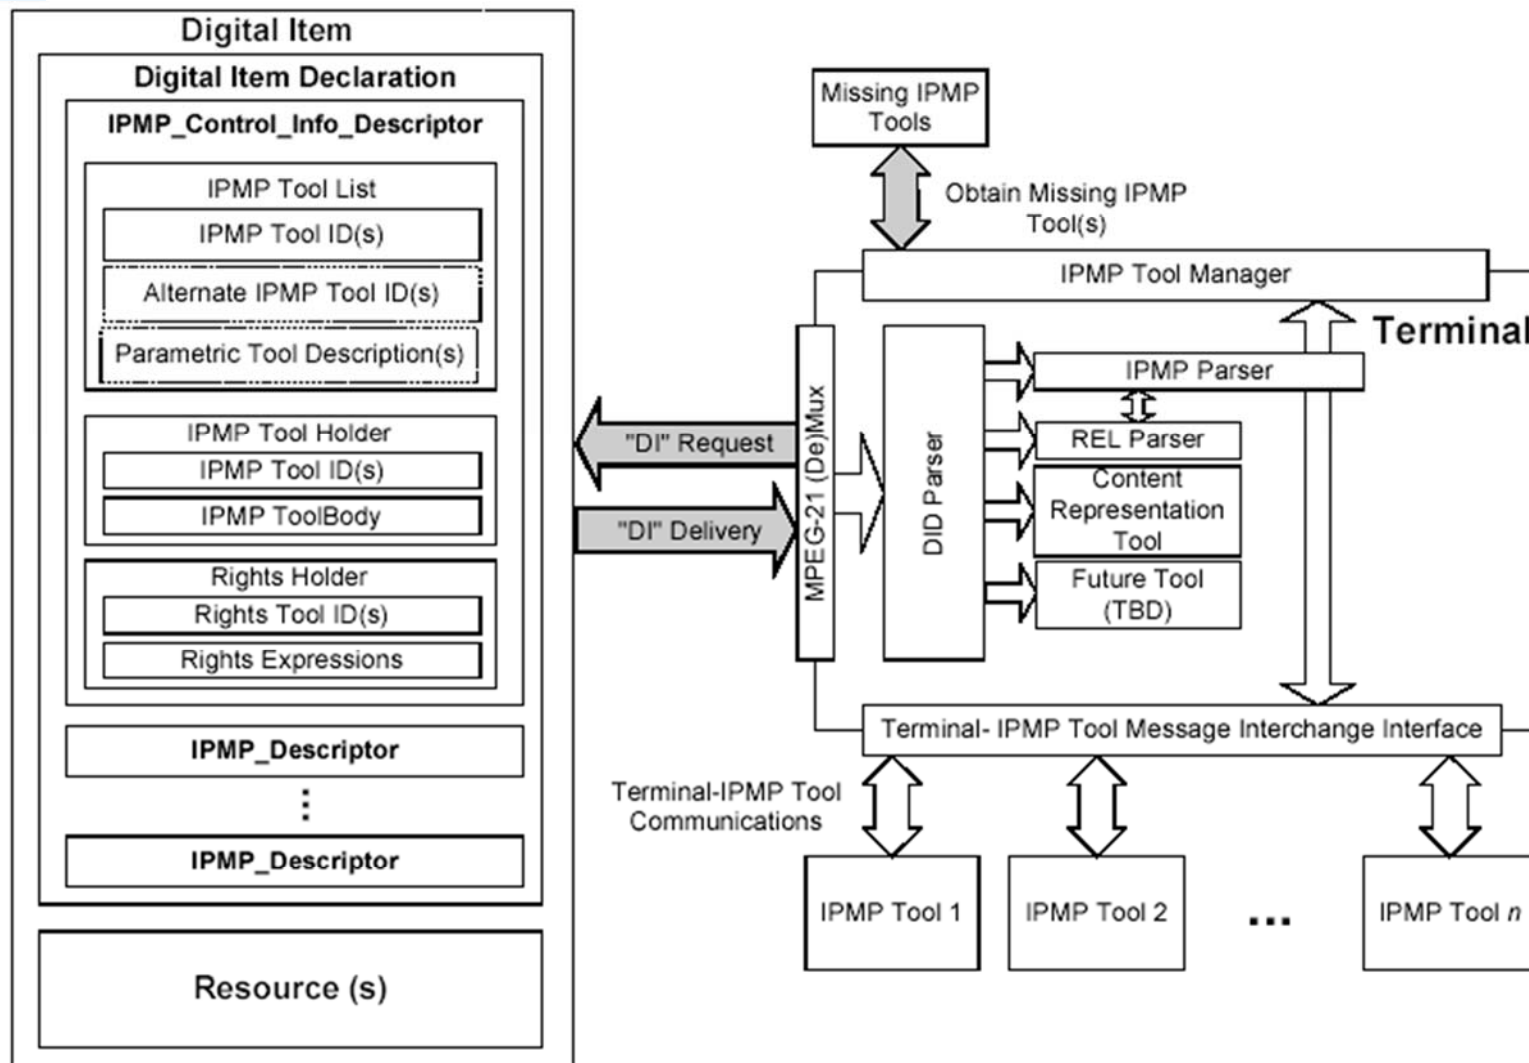 Digital Item
Digital Item Declaration
IPMP_Control_Info_Descriptor
IPMP Tool List
IPMP Tool ID(s)
Alternate IPMP Tool ID(s)
Parametric Tool Description(s)
IPMP Tool Holder
IPMP Tool ID(s)
IPMP ToolBody
Rights Holder
Rights Tool ID(s)
Rights Expressions
IPMP_Descriptor
⋮
IPMP_Descriptor
Resource (s)
"DI" Request
"DI" Delivery
Missing IPMP
Tools
Obtain Missing IPMP
Tool(s)
IPMP Tool Manager
Terminal
MPEG-21 (De)Mux
DID Parser
IPMP Parser
REL Parser
Content
Representation
Tool
Future Tool
(TBD)
Terminal- IPMP Tool Message Interchange Interface
Terminal-IPMP Tool
Communications
IPMP Tool 1
IPMP Tool 2
...
IPMP Tool n